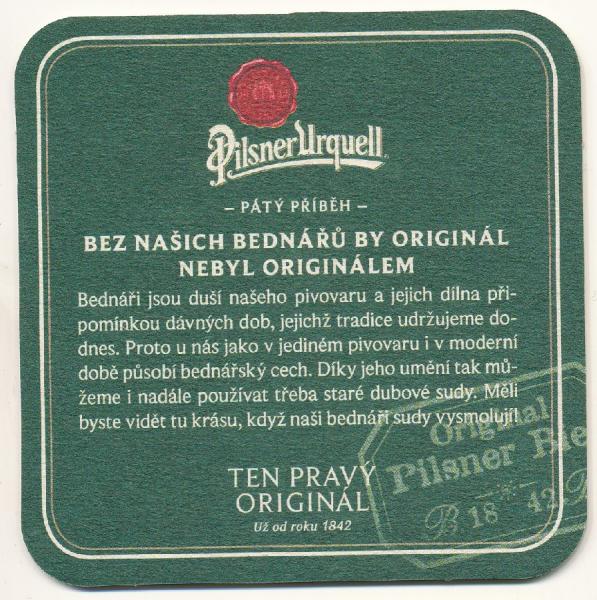 Pilsner Urquell
– PÁTÝ PŘÍBĚH –
BEZ NAŠICH BEDNÁŘŮ BY ORIGINÁL
NEBYL ORIGINÁLEM
Bednáři jsou duší našeho pivovaru a jejich dílna při-
pomínkou dávných dob, jejichž tradice udržujeme do-
dnes. Proto u nás jako v jediném pivovaru i v moderní
době působí bednářský cech. Díky jeho umění tak mů-
žeme i nadále používat třeba staré dubové sudy. Měli
byste vidět tu krásu, když naši bednáři sudy vysmolují!
Original
Pilsner Bie
B 18 42
TEN PRAVÝ
ORIGINÁL
Už od roku 1842